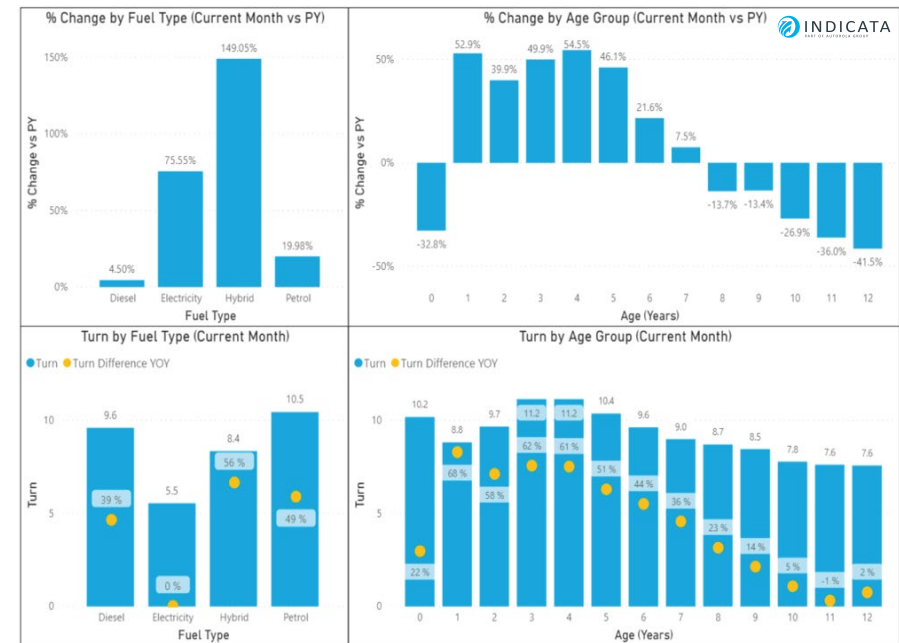 % Change by Fuel Type (Current Month vs PY)
149.05%
150%
100%
75.55%
50%
19.98%
4.50%
0%
% Change vs PY
Diesel Electricity Hybrid Petrol
Fuel Type
% Change by Age Group (Current Month vs PY)
INDICATA
PART OF AUTOROLA GROUP
52.9% 39.9% 49.9% 54.5% 46.1% 21.6% 7.5%
50%
0%
-50%
-32.8% -13.7% -13.4% -26.9% -36.0% -41.5%
% Change vs PY
0 1 2 3 4 5 6 7 8 9 10 11 12
Age (Years)
Turn by Fuel Type (Current Month)
Turn Turn Difference YOY
9.6 5.5 8.4 10.5
10
5
0
39 % 0 % 56 % 49 %
Turn
Diesel Electricity Hybrid Petrol
Fuel Type
Turn by Age Group (Current Month)
Turn Turn Difference YOY
10.2 8.8 9.7 11.2 11.2 10.4 9.6 9.0 8.7 8.5 7.8 7.6 7.6
10
5
0
22 % 68 % 58 % 62 % 61 % 51 % 44 % 36 % 23 % 14 % 5 % -1 % 2 %
Turn
0 1 2 3 4 5 6 7 8 9 10 11 12
Age (Years)